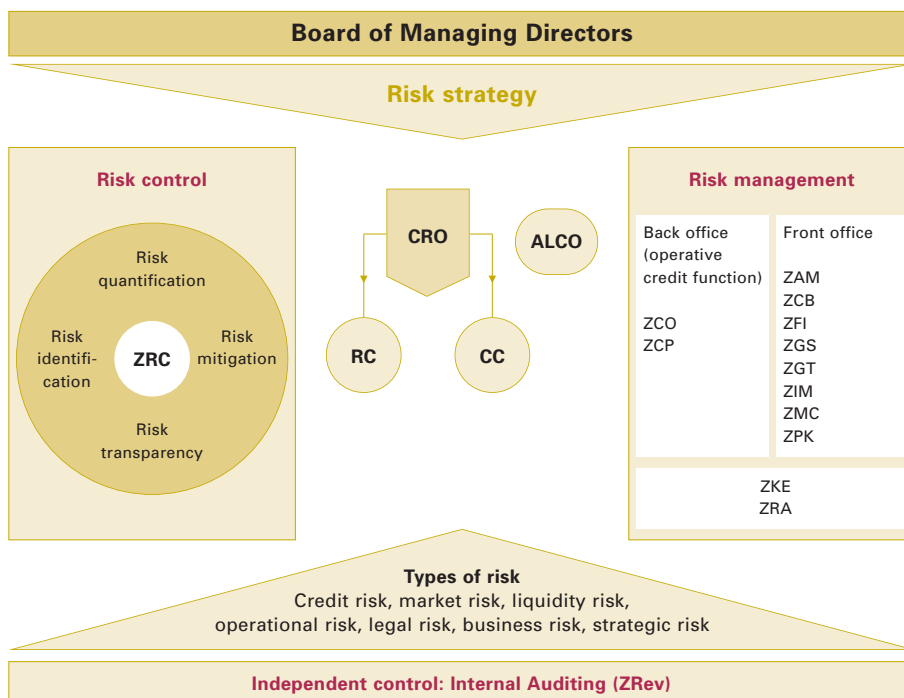 Board of Managing Directors
Risk strategy
Risk control
Risk
quantification
Risk
identifi-
cation
ZRC
Risk
mitigation
Risk
transparency
CRO
ALCO
RC
CC
Risk management
Back office
(operative
credit function)
ZCO
ZCP
Front office
ZAM
ZCB
ZFI
ZGS
ZGT
ZIM
ZMC
ZPK
ZKE
ZRA
Types of risk
Credit risk, market risk, liquidity risk,
operational risk, legal risk, business risk, strategic risk
Independent control: Internal Auditing (ZRev)